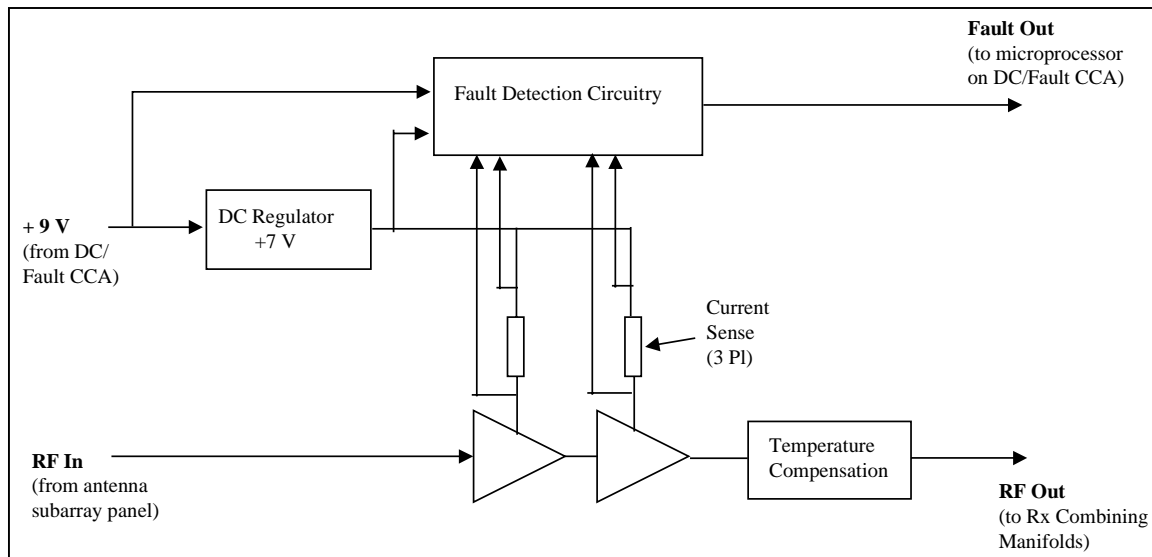 Fault Out
(to microprocessor
on DC/Fault CCA)
Fault Detection Circuitry
+ 9 V
(from DC/
Fault CCA)
DC Regulator
+7 V
Current
Sense
(3 Pl)
RF In
(from antenna
subarray panel)
Temperature
Compensation
RF Out
(to Rx Combining
Manifolds)